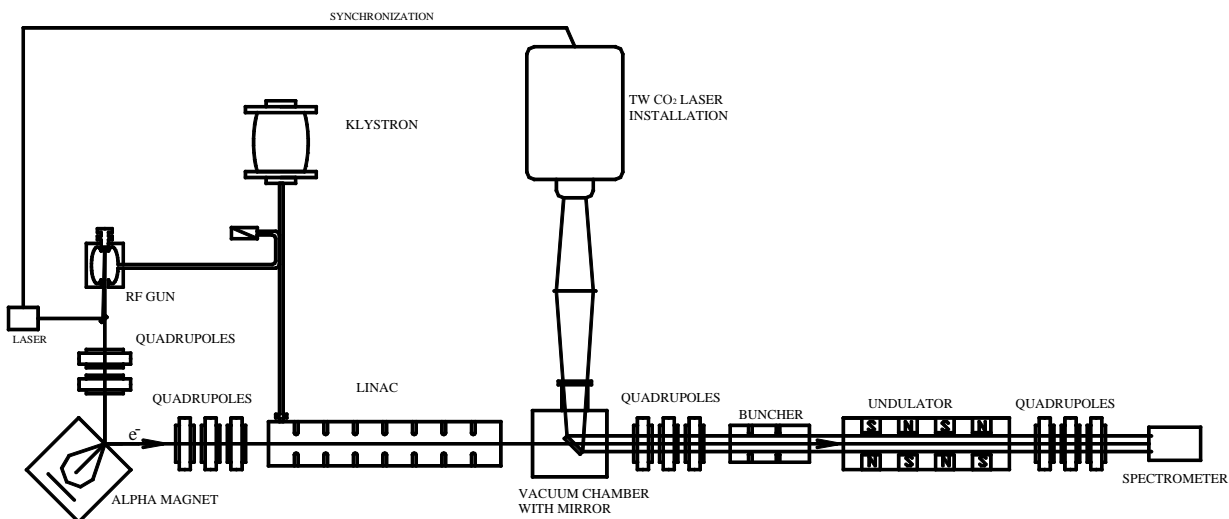 SYNCHRONIZATION
TW CO₂ LASER
INSTALLATION
KLYSTRON
RF GUN
LASER
QUADRUPOLES
QUADRUPOLES
LINAC
QUADRUPOLES
BUNCHER
UNDULATOR
QUADRUPOLES
S N S N
e-
N S N S
SPECTROMETER
ALPHA MAGNET
VACUUM CHAMBER
WITH MIRROR